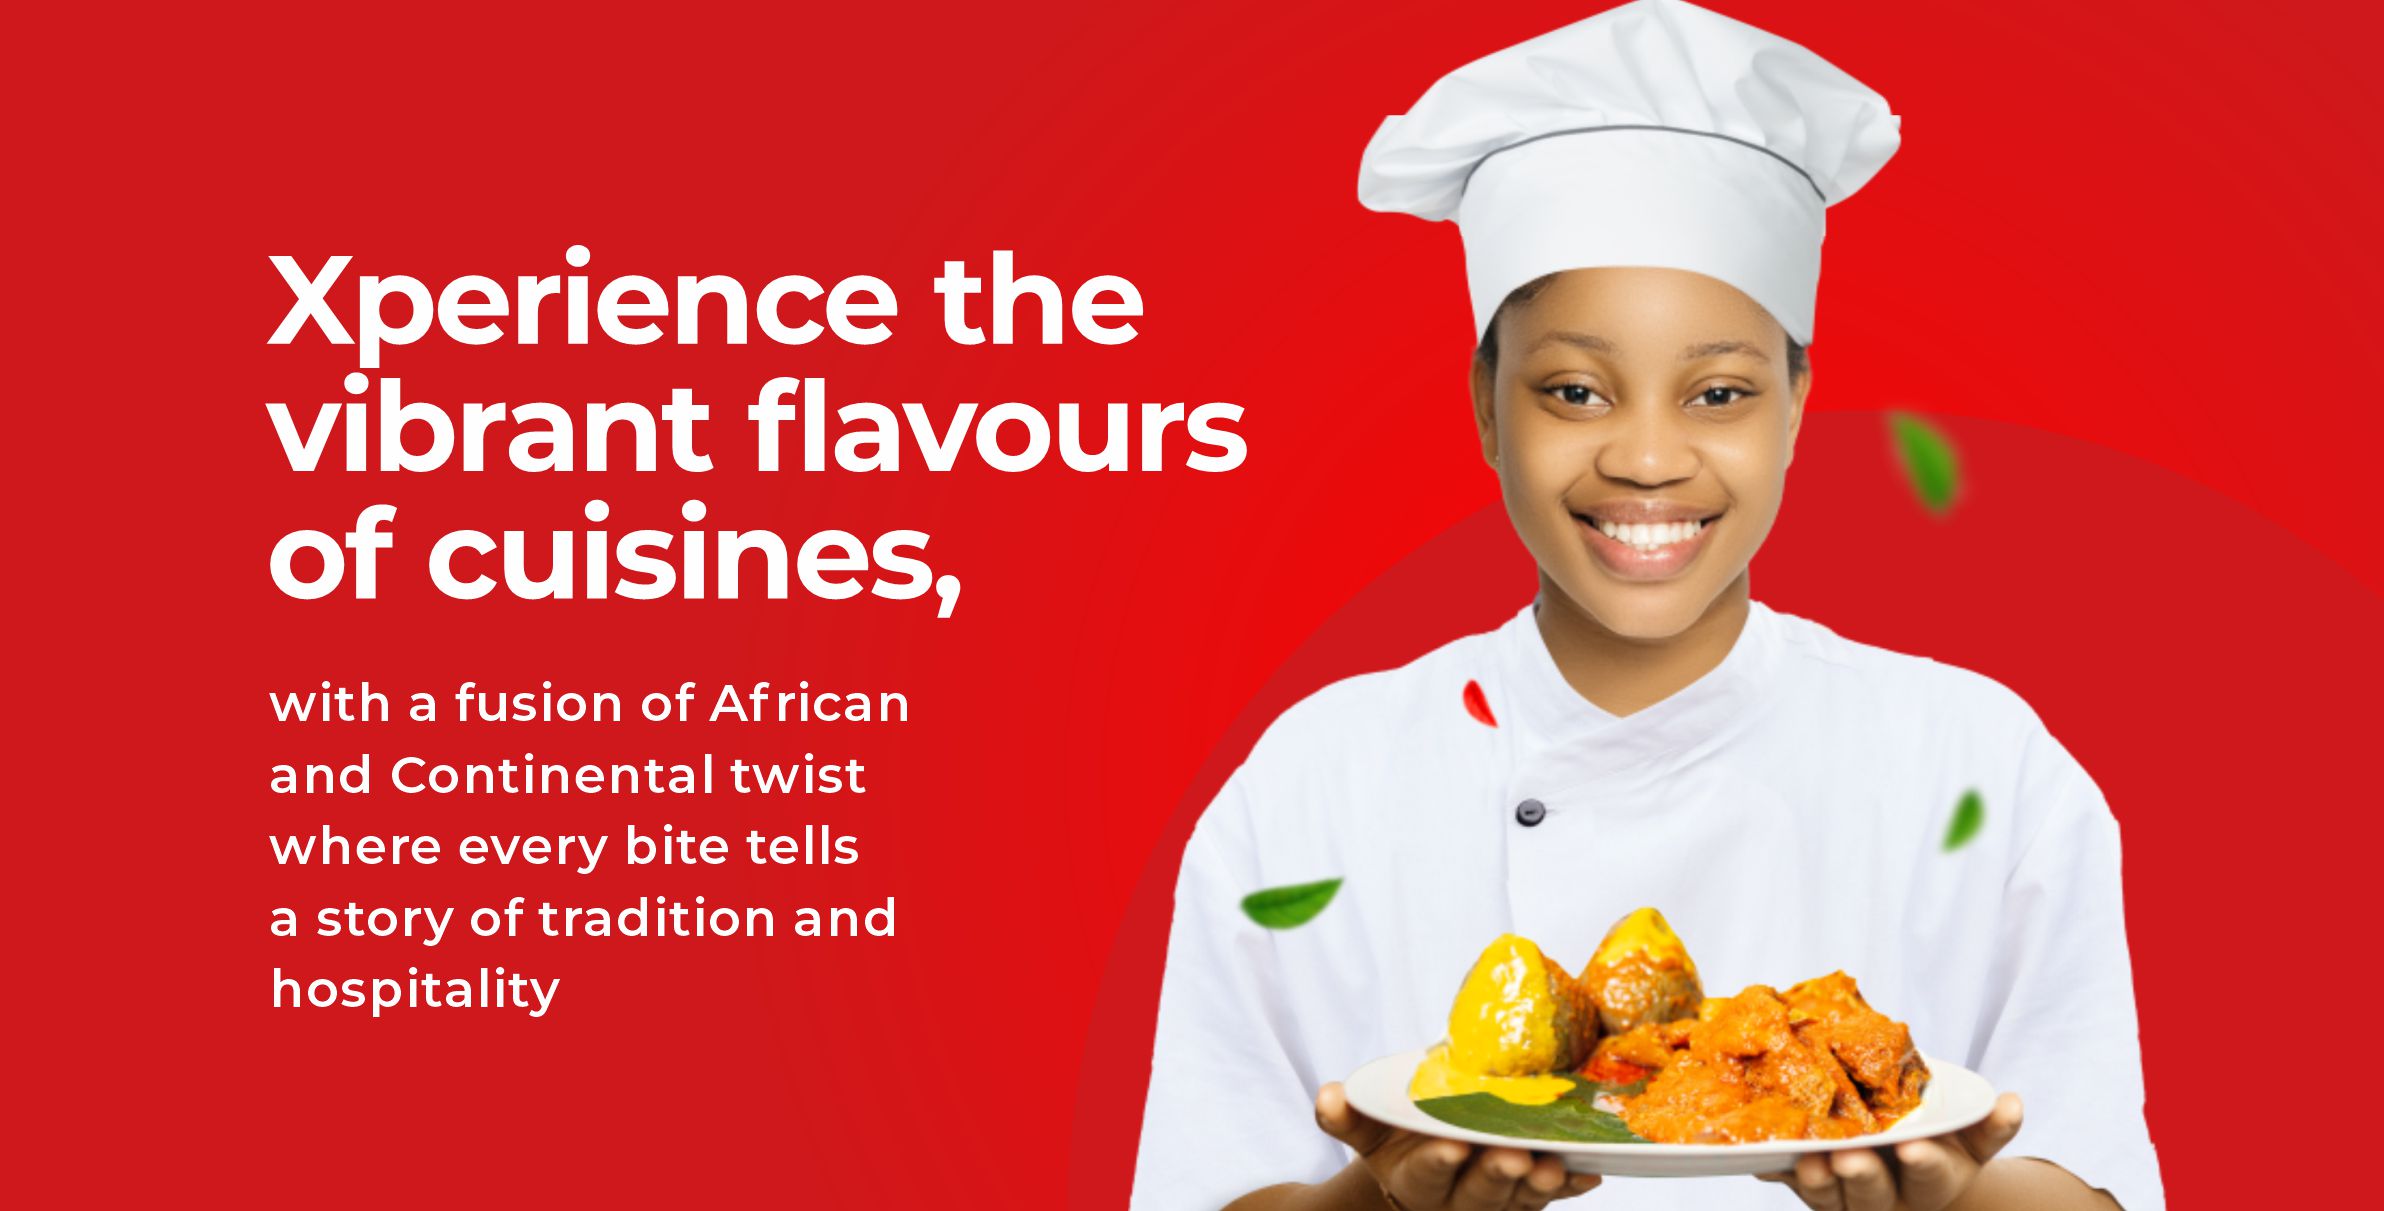 Xperience the
vibrant flavours
of cuisines,
with a fusion of African
and Continental twist
where every bite tells
a story of tradition and
hospitality